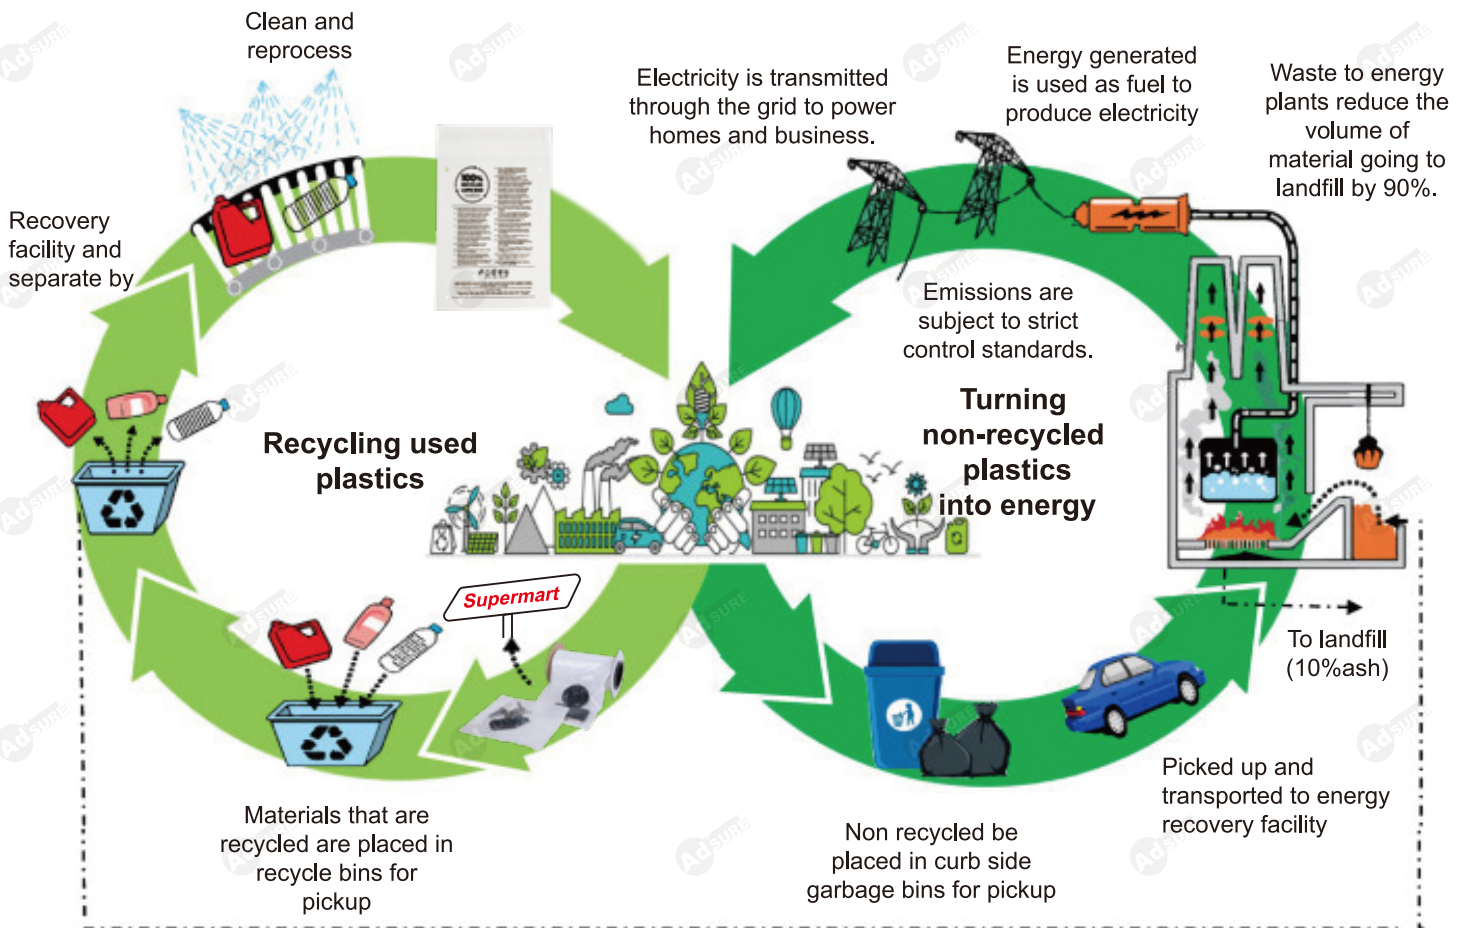 Clean and
reprocess
Electricity is transmitted
through the grid to power
homes and business.
Energy generated
is used as fuel to
produce electricity
Waste to energy
plants reduce the
volume of
material going to
landfill by 90%.
Recovery
facility and
separate by
100%
Emissions are
subject to strict
control standards.
Recycling used
plastics
Turning
non-recycled
plastics
into energy
Supermart
To landfill
(10%ash)
Materials that are
recycled are placed in
recycle bins for
pickup
Non recycled be
placed in curb side
garbage bins for pickup
Picked up and
transported to energy
recovery facility
AdSURE